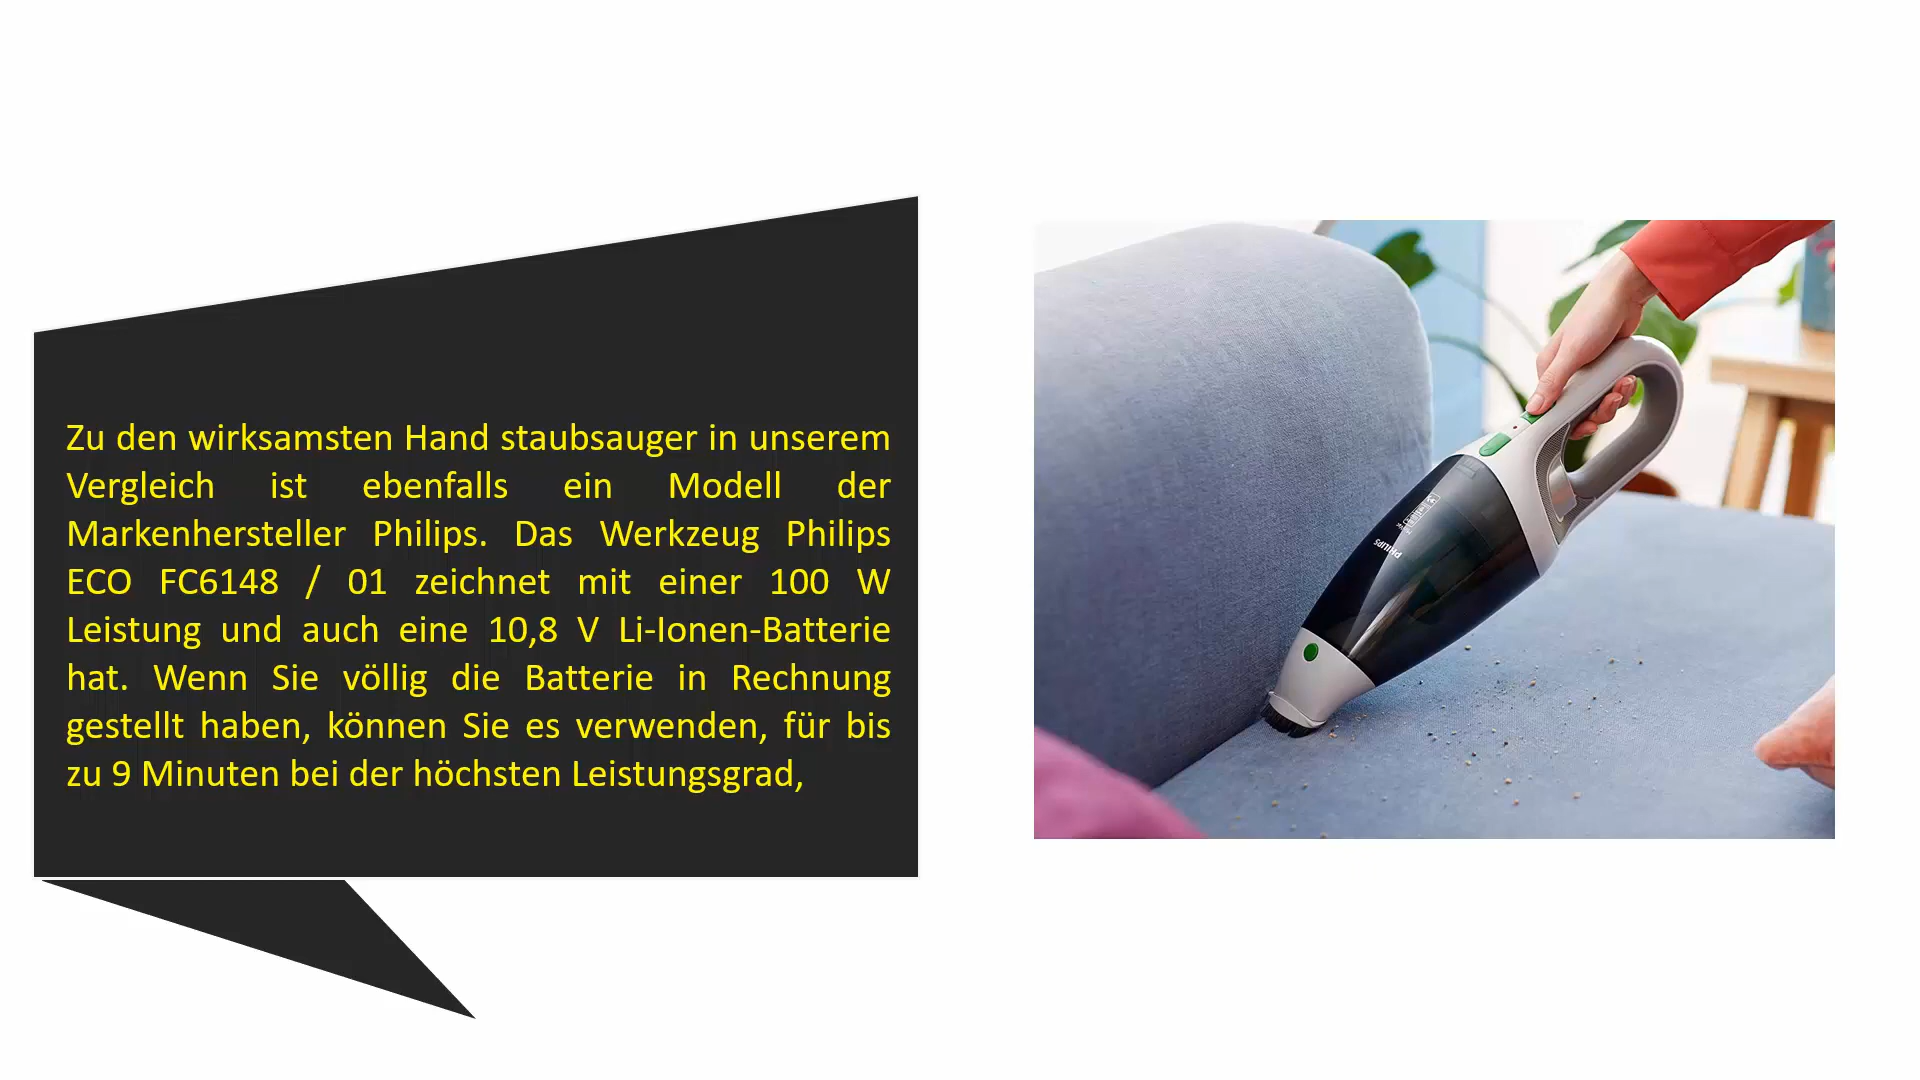 Zu den wirksamsten Hand staubsauger in unserem
Vergleich ist ebenfalls ein Modell der
Markenhersteller Philips. Das Werkzeug Philips
ECO FC6148 / 01 zeichnet mit einer 100 W
Leistung und auch eine 10,8 V Li-Ionen-Batterie
hat. Wenn Sie völlig die Batterie in Rechnung
gestellt haben, können Sie es verwenden, für bis
zu 9 Minuten bei der höchsten Leistungsgrad,
PHILIPS